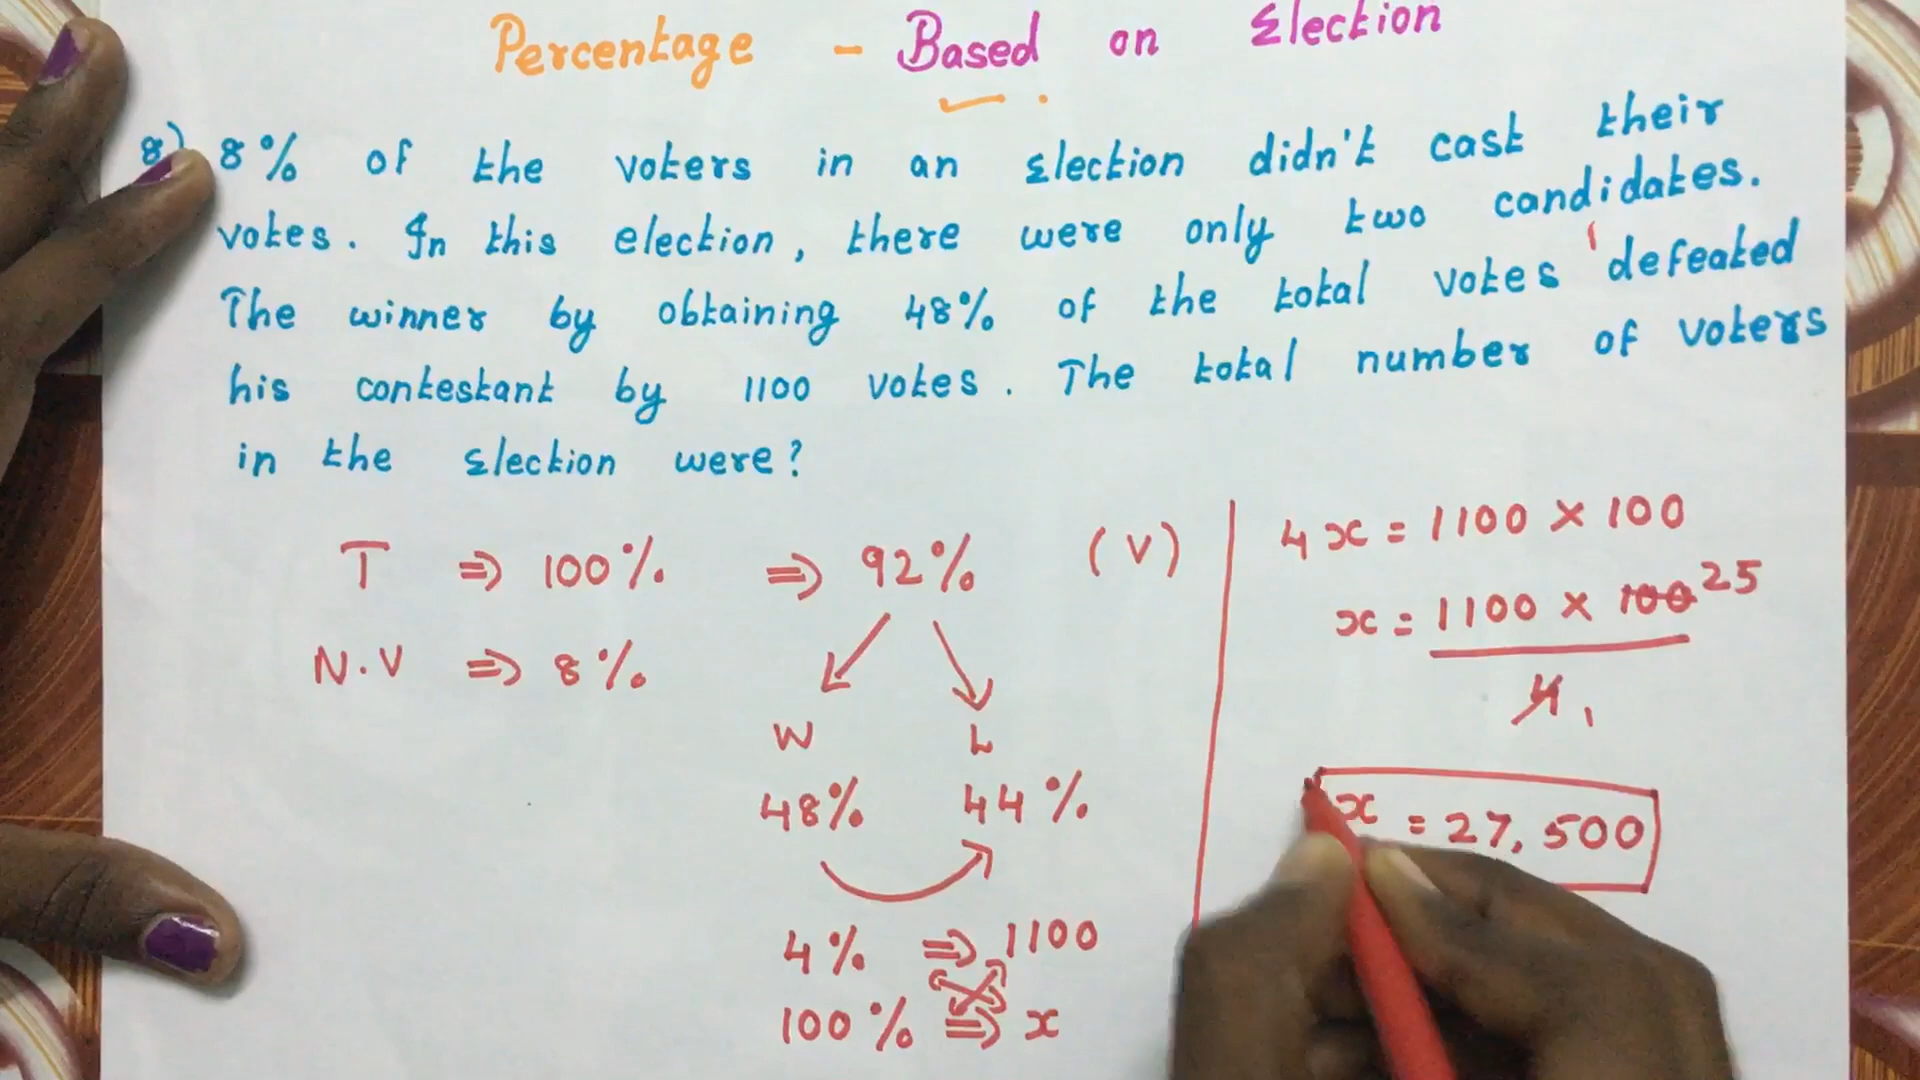 Percentage - Based on Election
8) 8% of the voters in an Election didn't cast their
votes. In this election, there were only two candidates.
The winner by obtaining 48% of the total votes defeated
his contestant by 1100 votes. The total number of voters
in the Election were?
T ⇒ 100% ⇒ 92% (V)
N.V ⇒ 8%
W L
48% 44%
4% ⇒ 1100
100% ⇒ x
4x = 1100 × 100
x = 1100 × 100 25
4 1
x = 27,500